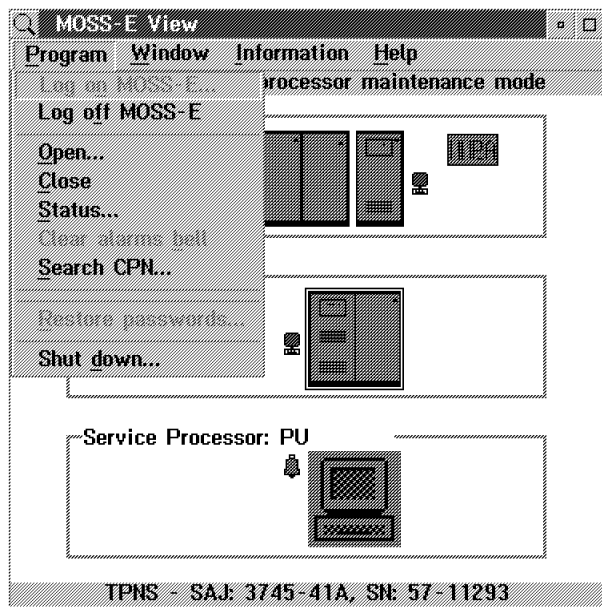 MOSS-E View
Program Window Information Help
Log on MOSS-E...
processor maintenance mode
Log off MOSS-E
Open...
Close
Status...
Clear alarms bell
Search CPN...
Restore passwords...
Shut down...
Service Processor: PU
TPNS - SAJ: 3745-41A, SN: 57-11293